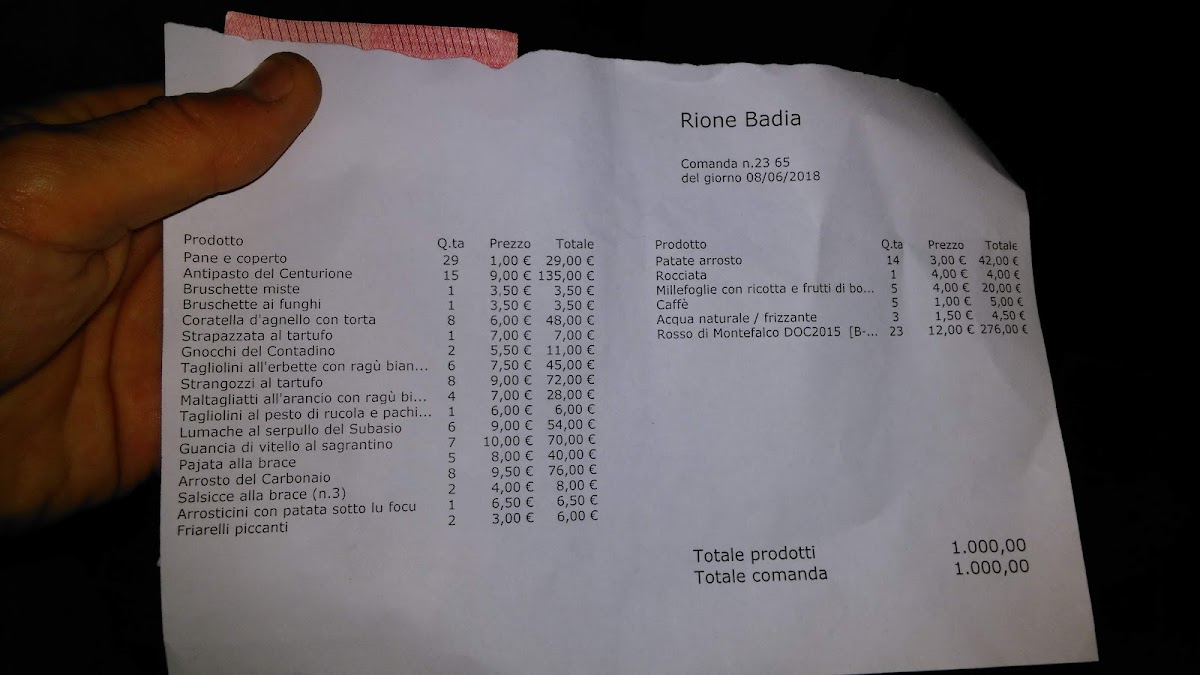 Rione Badia
Comanda n.23 65
del giorno 08/06/2018
Prodotto Q.ta Prezzo Totale
Pane e coperto 29 1,00 € 29,00 €
Antipasto del Centurione 15 9,00 € 135,00 €
Bruschette miste 1 3,50 € 3,50 €
Bruschette ai funghi 1 3,50 € 3,50 €
Coratella d'agnello con torta 8 6,00 € 48,00 €
Strapazzata al tartufo 1 7,00 € 7,00 €
Gnocchi del Contadino 2 5,50 € 11,00 €
Tagliolini all'erbette con ragù bian... 6 7,50 € 45,00 €
Strangozzi al tartufo 8 9,00 € 72,00 €
Maltagliatti all'arancio con ragù bi... 4 7,00 € 28,00 €
Tagliolini al pesto di rucola e pachi... 1 6,00 € 6,00 €
Lumache al serpullo del Subasio 6 9,00 € 54,00 €
Guancia di vitello al sagrantino 7 10,00 € 70,00 €
Pajata alla brace 5 8,00 € 40,00 €
Arrosto del Carbonaio 8 9,50 € 76,00 €
Salsicce alla brace (n.3) 2 4,00 € 8,00 €
Arrosticini con patata sotto lu focu 1 6,50 € 6,50 €
Friarelli piccanti 2 3,00 € 6,00 €
Prodotto Q.ta Prezzo Totale
Patate arrosto 14 3,00 € 42,00 €
Rocciata 1 4,00 € 4,00 €
Millefoglie con ricotta e frutti di bo... 5 4,00 € 20,00 €
Caffè 5 1,00 € 5,00 €
Acqua naturale / frizzante 3 1,50 € 4,50 €
Rosso di Montefalco DOC2015 [B-... 23 12,00 € 276,00 €
Totale prodotti 1.000,00
Totale comanda 1.000,00